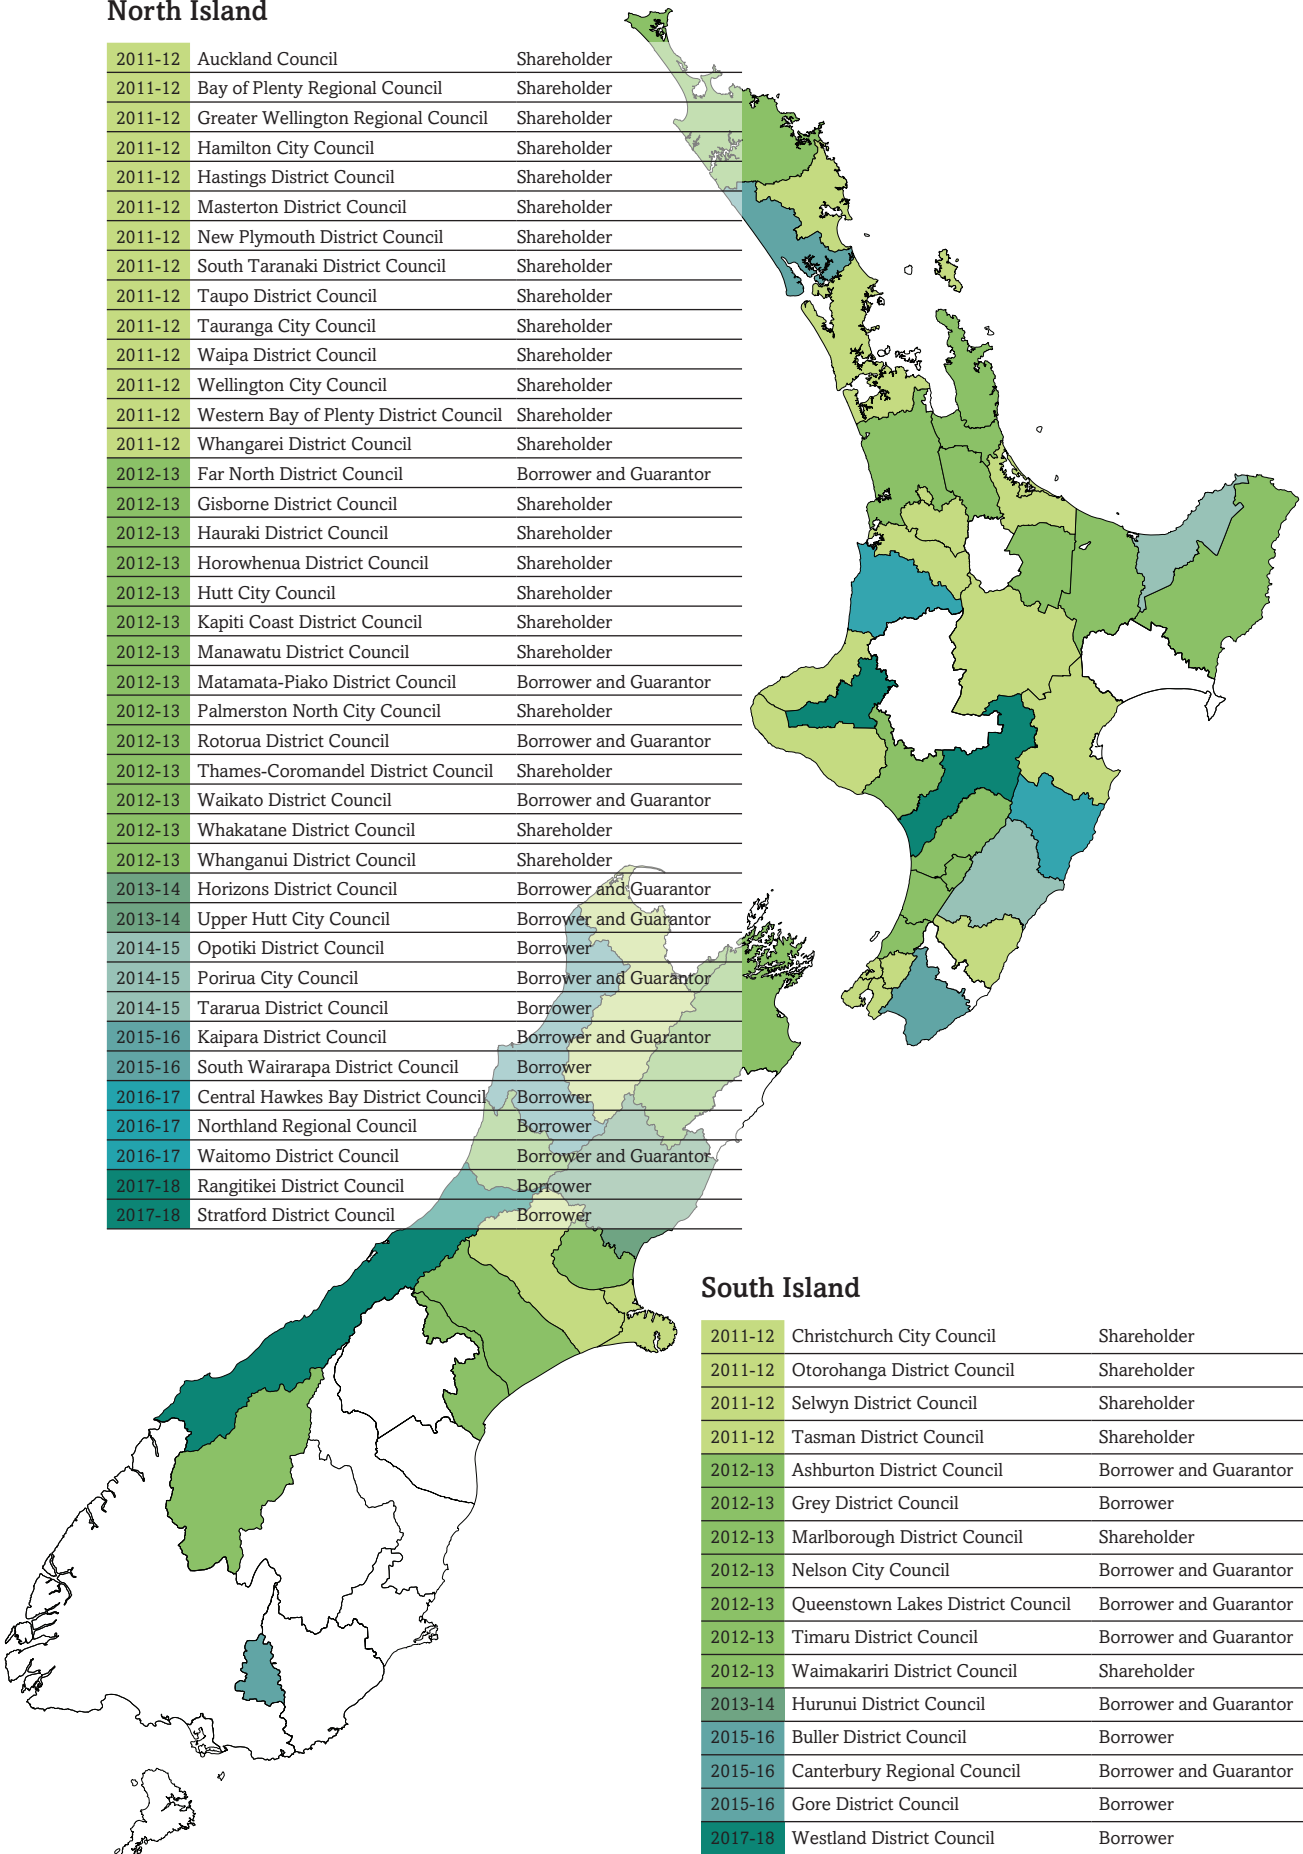 North Island
2011-12 Auckland Council Shareholder
2011-12 Bay of Plenty Regional Council Shareholder
2011-12 Greater Wellington Regional Council Shareholder
2011-12 Hamilton City Council Shareholder
2011-12 Hastings District Council Shareholder
2011-12 Masterton District Council Shareholder
2011-12 New Plymouth District Council Shareholder
2011-12 South Taranaki District Council Shareholder
2011-12 Taupo District Council Shareholder
2011-12 Tauranga City Council Shareholder
2011-12 Waipa District Council Shareholder
2011-12 Wellington City Council Shareholder
2011-12 Western Bay of Plenty District Council Shareholder
2011-12 Whangarei District Council Shareholder
2012-13 Far North District Council Borrower and Guarantor
2012-13 Gisborne District Council Shareholder
2012-13 Hauraki District Council Shareholder
2012-13 Horowhenua District Council Shareholder
2012-13 Hutt City Council Shareholder
2012-13 Kapiti Coast District Council Shareholder
2012-13 Manawatu District Council Shareholder
2012-13 Matamata-Piako District Council Borrower and Guarantor
2012-13 Palmerston North City Council Shareholder
2012-13 Rotorua District Council Borrower and Guarantor
2012-13 Thames-Coromandel District Council Shareholder
2012-13 Waikato District Council Borrower and Guarantor
2012-13 Whakatane District Council Shareholder
2012-13 Whanganui District Council Shareholder
2013-14 Horizons District Council Borrower and Guarantor
2013-14 Upper Hutt City Council Borrower and Guarantor
2014-15 Opotiki District Council Borrower
2014-15 Porirua City Council Borrower and Guarantor
2014-15 Tararua District Council Borrower
2015-16 Kaipara District Council Borrower and Guarantor
2015-16 South Wairarapa District Council Borrower
2016-17 Central Hawkes Bay District Council Borrower
2016-17 Northland Regional Council Borrower
2016-17 Waitomo District Council Borrower and Guarantor
2017-18 Rangitikei District Council Borrower
2017-18 Stratford District Council Borrower
South Island
2011-12 Christchurch City Council Shareholder
2011-12 Otorohanga District Council Shareholder
2011-12 Selwyn District Council Shareholder
2011-12 Tasman District Council Shareholder
2012-13 Ashburton District Council Borrower and Guarantor
2012-13 Grey District Council Borrower
2012-13 Marlborough District Council Shareholder
2012-13 Nelson City Council Borrower and Guarantor
2012-13 Queenstown Lakes District Council Borrower and Guarantor
2012-13 Timaru District Council Borrower and Guarantor
2012-13 Waimakariri District Council Shareholder
2013-14 Hurunui District Council Borrower and Guarantor
2015-16 Buller District Council Borrower
2015-16 Canterbury Regional Council Borrower and Guarantor
2015-16 Gore District Council Borrower
2017-18 Westland District Council Borrower